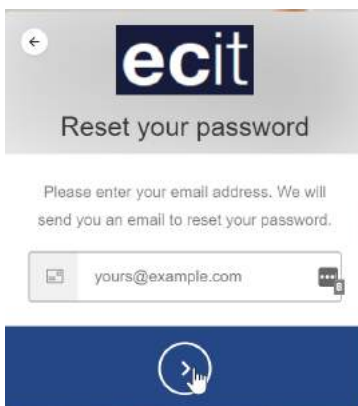 ecit
Reset your password
Please enter your email address. We will
send you an email to reset your password.
yours@example.com